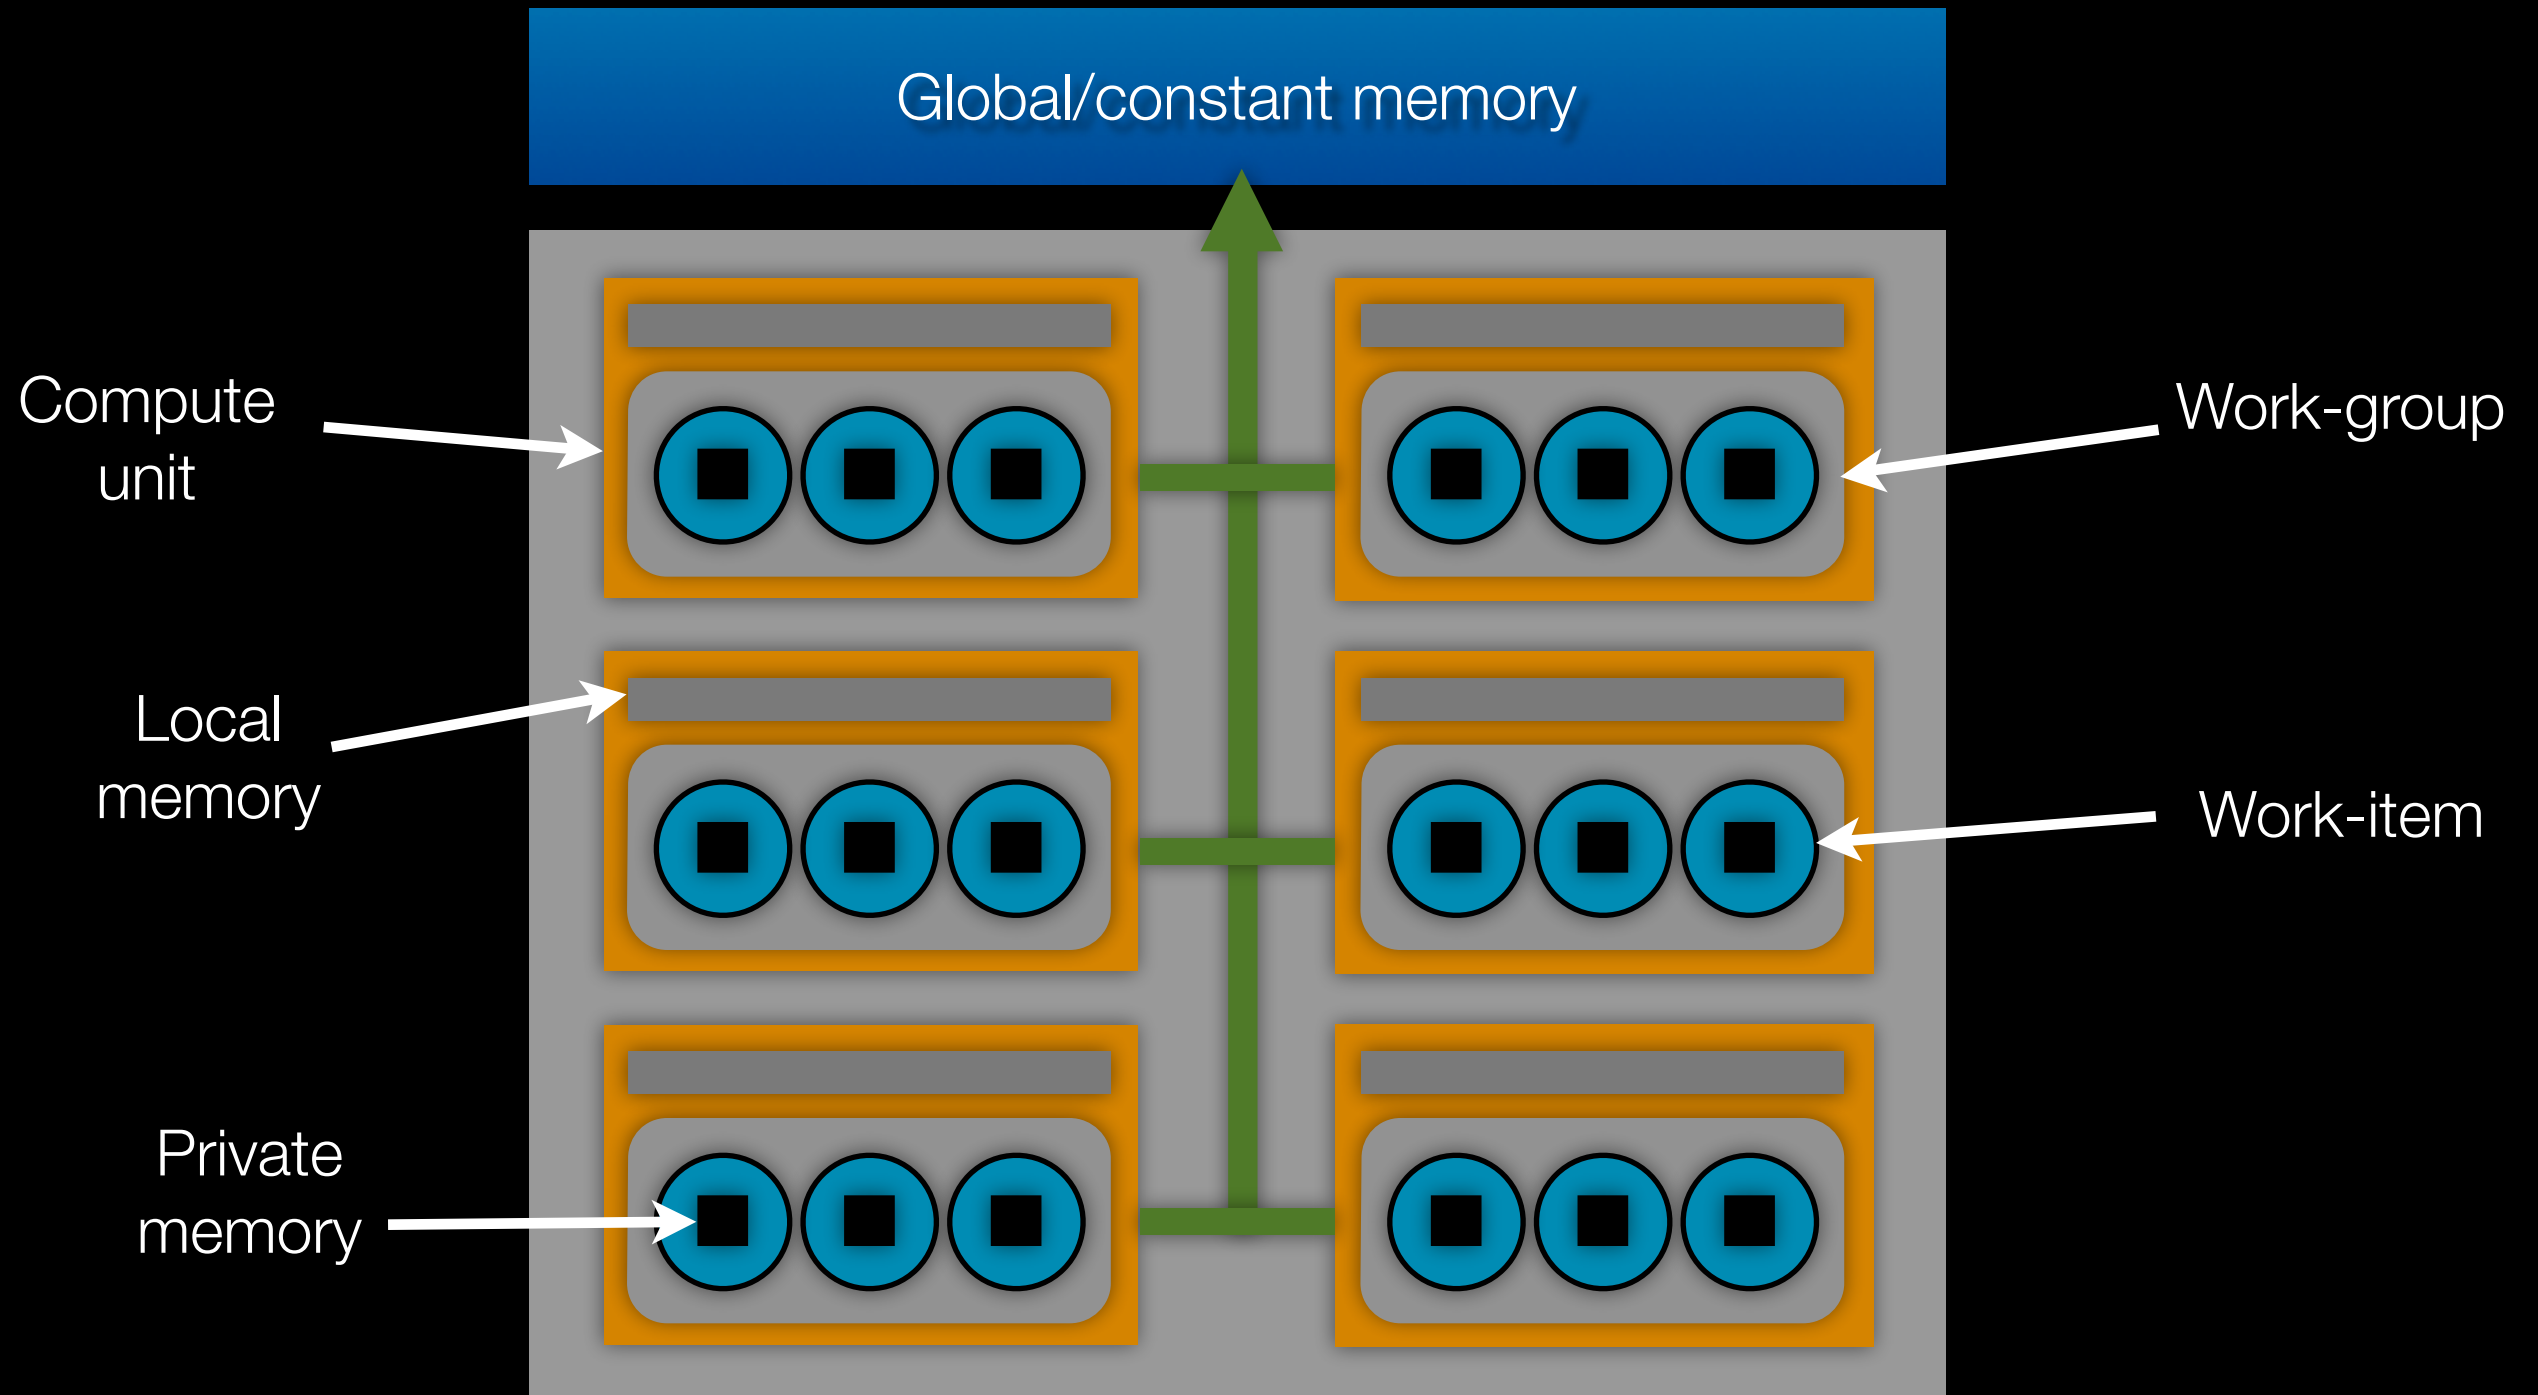 Global/constant memory
Compute
unit
Work-group
Local
memory
Work-item
Private
memory